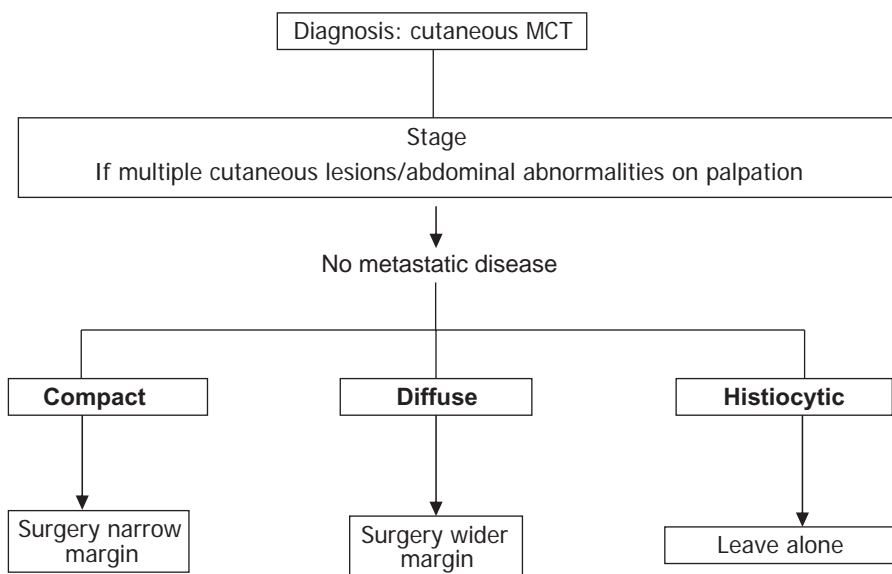 Diagnosis: cutaneous MCT
Stage
If multiple cutaneous lesions/abdominal abnormalities on palpation
No metastatic disease
Compact
Diffuse
Histiocytic
Surgery narrow
margin
Surgery wider
margin
Leave alone